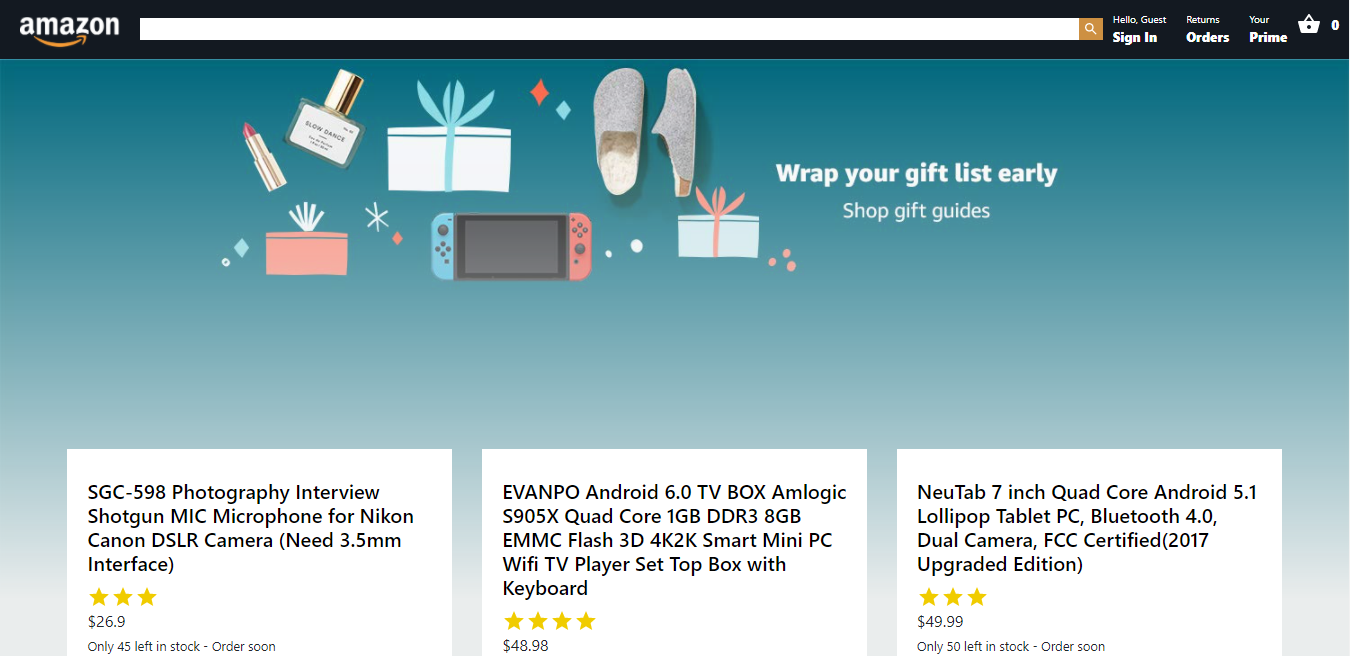 amazon
Hello, Guest
Sign In
Returns
Orders
Your
Prime
0
SLOW DANCE
Wrap your gift list early
Shop gift guides
SGC-598 Photography Interview
Shotgun MIC Microphone for Nikon
Canon DSLR Camera (Need 3.5mm
Interface)
$26.9
Only 45 left in stock - Order soon
EVANPO Android 6.0 TV BOX Amlogic
S905X Quad Core 1GB DDR3 8GB
EMMC Flash 3D 4K2K Smart Mini PC
Wifi TV Player Set Top Box with
Keyboard
$48.98
NeuTab 7 inch Quad Core Android 5.1
Lollipop Tablet PC, Bluetooth 4.0,
Dual Camera, FCC Certified(2017
Upgraded Edition)
$49.99
Only 50 left in stock - Order soon